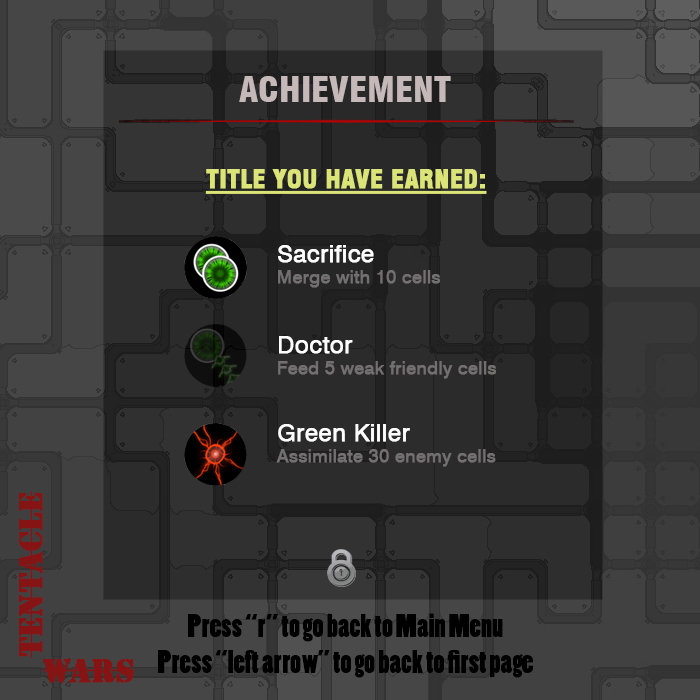 ACHIEVEMENT
TITLE YOU HAVE EARNED:
Sacrifice
Merge with 10 cells
Doctor
Feed 5 weak friendly cells
Green Killer
Assimilate 30 enemy cells
TENTACLE
WARS
Press "r" to go back to Main Menu
Press "left arrow" to go back to first page